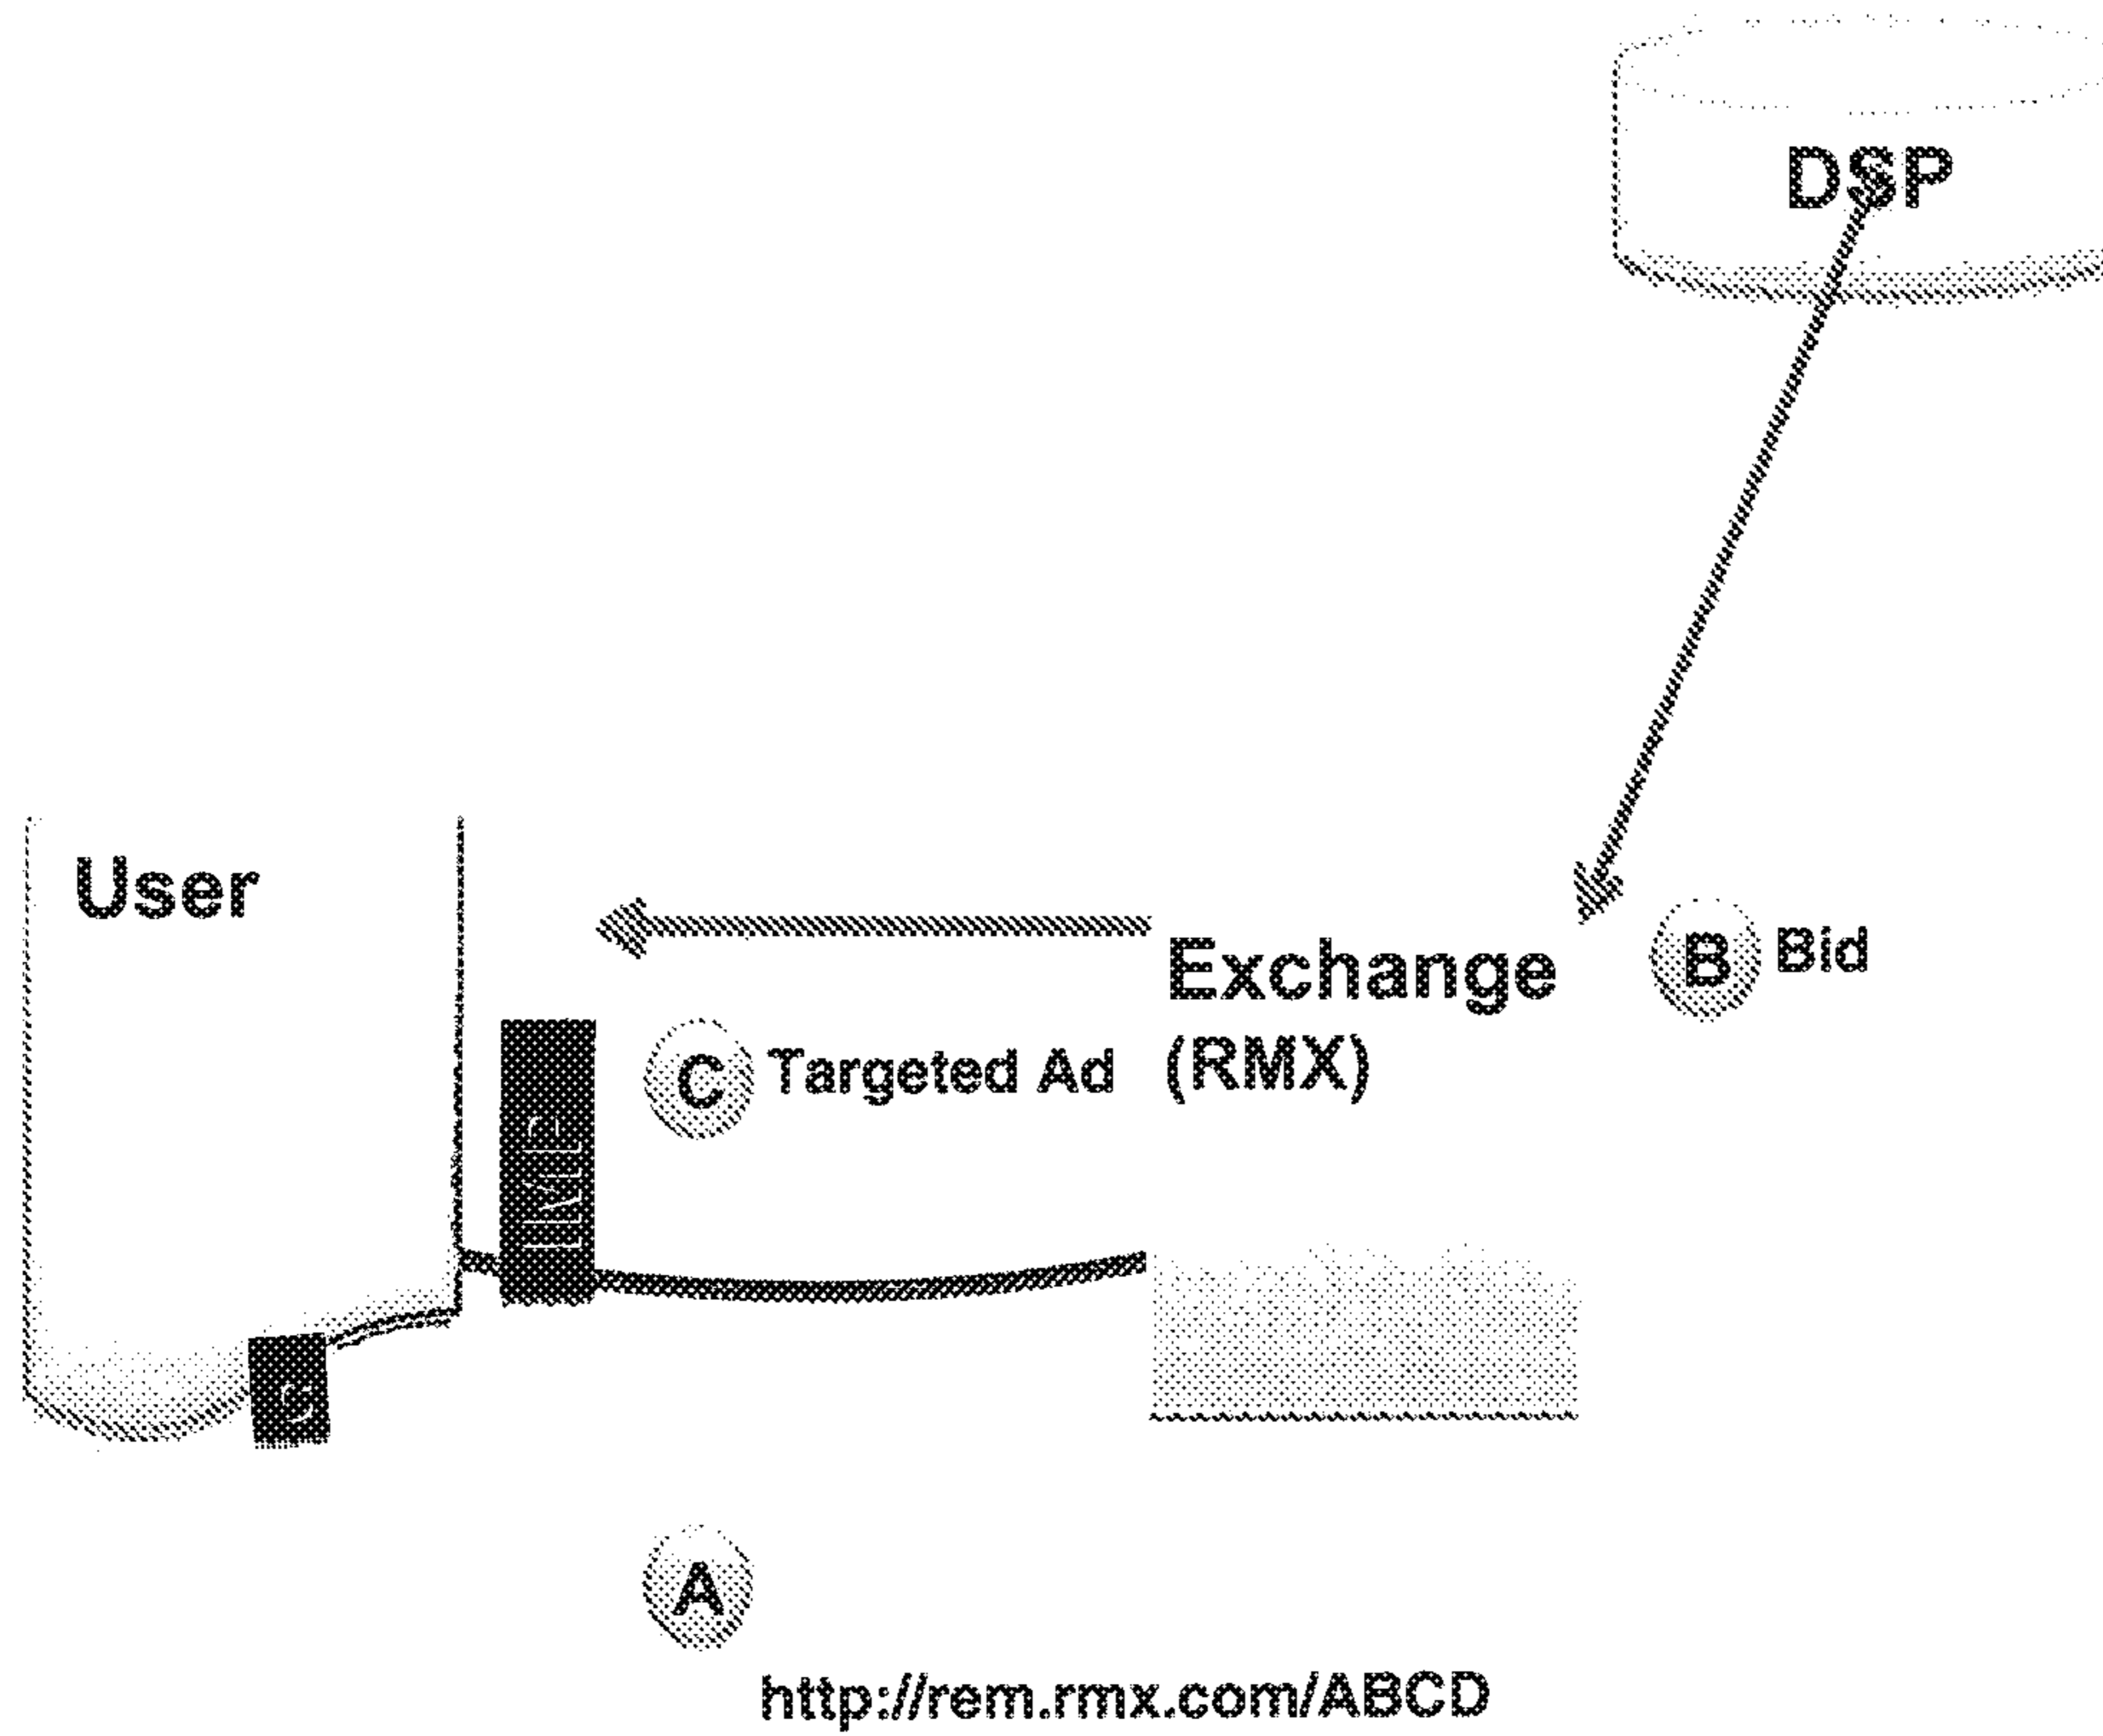 DSP
User
Exchange
(RMX)
B Bid
C Targeted Ad
A
http://rem.rmx.com/ABCD